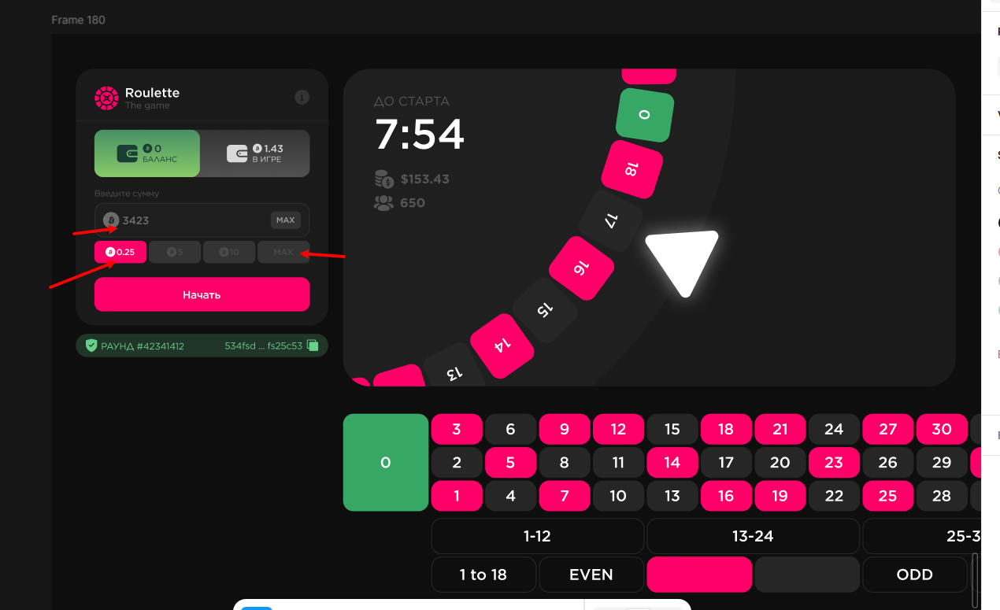 Frame 180
Roulette
The game
0
БАЛАНС
1.43
В ИГРЕ
Введите сумму
3423 MAX
0.25 5 10 MAX
Начать
РАУНД #42341412 534fsd ... fs25c53
ДО СТАРТА
7:54
$153.43
650
0
18
17
16
15
14
13
0
3 6 9 12 15 18 21 24 27 30
2 5 8 11 14 17 20 23 26 29
1 4 7 10 13 16 19 22 25 28
1-12 13-24 25-3
1 to 18 EVEN ODD